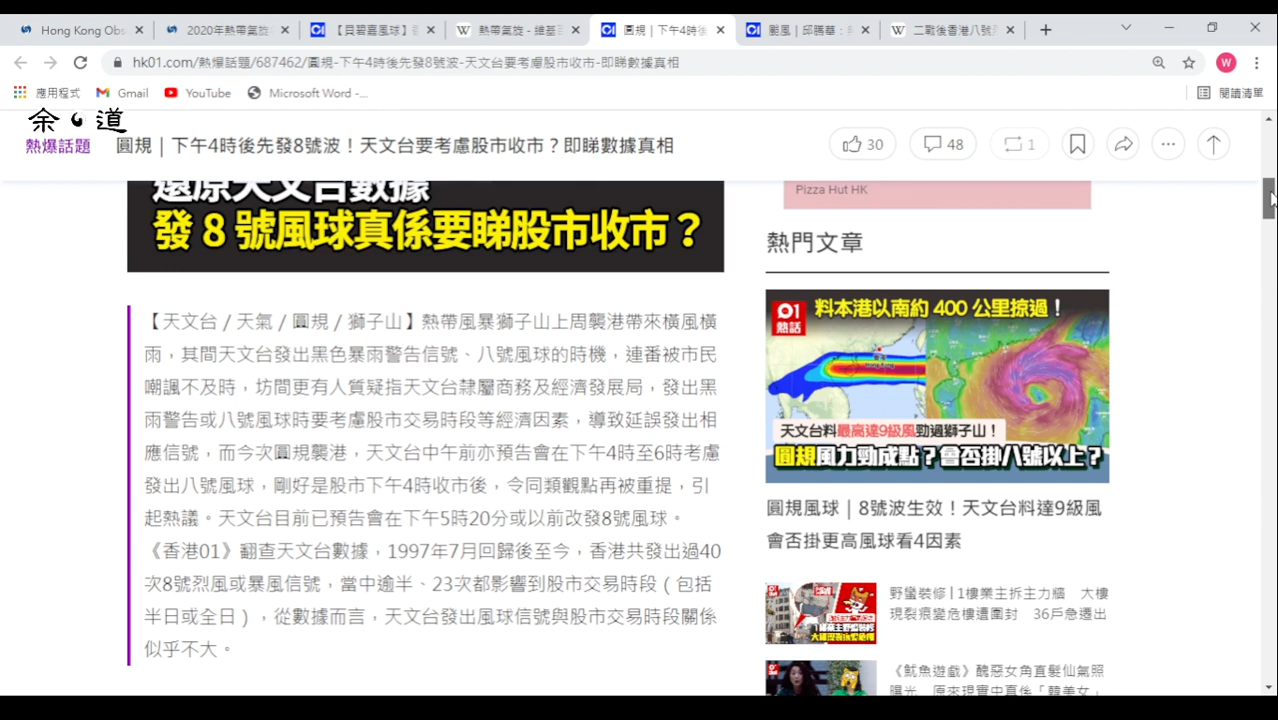 Hong Kong Obs
2020年熱帶氣旋
【貝碧嘉風球】
熱帶氣旋 - 維基
圓規｜下午4時後
颱風｜邱騰華：
二戰後香港八號
hk01.com/熱爆話題/687462/圓規-下午4時後先發8號波-天文台要考慮股市收市-即睇數據真相
W
應用程式
Gmail
YouTube
Microsoft Word -...
閱讀清單
余 道
熱爆話題
圓規｜下午4時後先發8號波！天文台要考慮股市收市？即睇數據真相
30
48
1
還原天文台數據
發 8 號風球真係要睇股市收市？
【天文台 / 天氣 / 圓規 / 獅子山】熱帶風暴獅子山上周襲港帶來橫風橫
雨，其間天文台發出黑色暴雨警告信號、八號風球的時機，連番被市民
嘲諷不及時，坊間更有人質疑指天文台隸屬商務及經濟發展局，發出黑
雨警告或八號風球時要考慮股市交易時段等經濟因素，導致延誤發出相
應信號，而今次圓規襲港，天文台中午前亦預告會在下午4時至6時考慮
發出八號風球，剛好是股市下午4時收市後，令同類觀點再被重提，引
起熱議。天文台目前已預告會在下午5時20分或以前改發8號風球。
《香港01》翻查天文台數據，1997年7月回歸後至今，香港共發出過40
次8號烈風或暴風信號，當中逾半、23次都影響到股市交易時段（包括
半日或全日），從數據而言，天文台發出風球信號與股市交易時段關係
似乎不大。
Pizza Hut HK
熱門文章
01
熱話
料本港以南約 400 公里掠過！
天文台料最高達9級風勁過獅子山！
圓規風力勁成點？會否掛八號以上？
圓規風球｜8號波生效！天文台料達9級風
會否掛更高風球看4因素
野蠻裝修 l 1樓業主拆主力牆　大樓
現裂痕變危樓遭圍封　36戶急遷出
《魷魚遊戲》醜惡女角直髮仙氣照
曝光　原來現實中真係「韓美女」